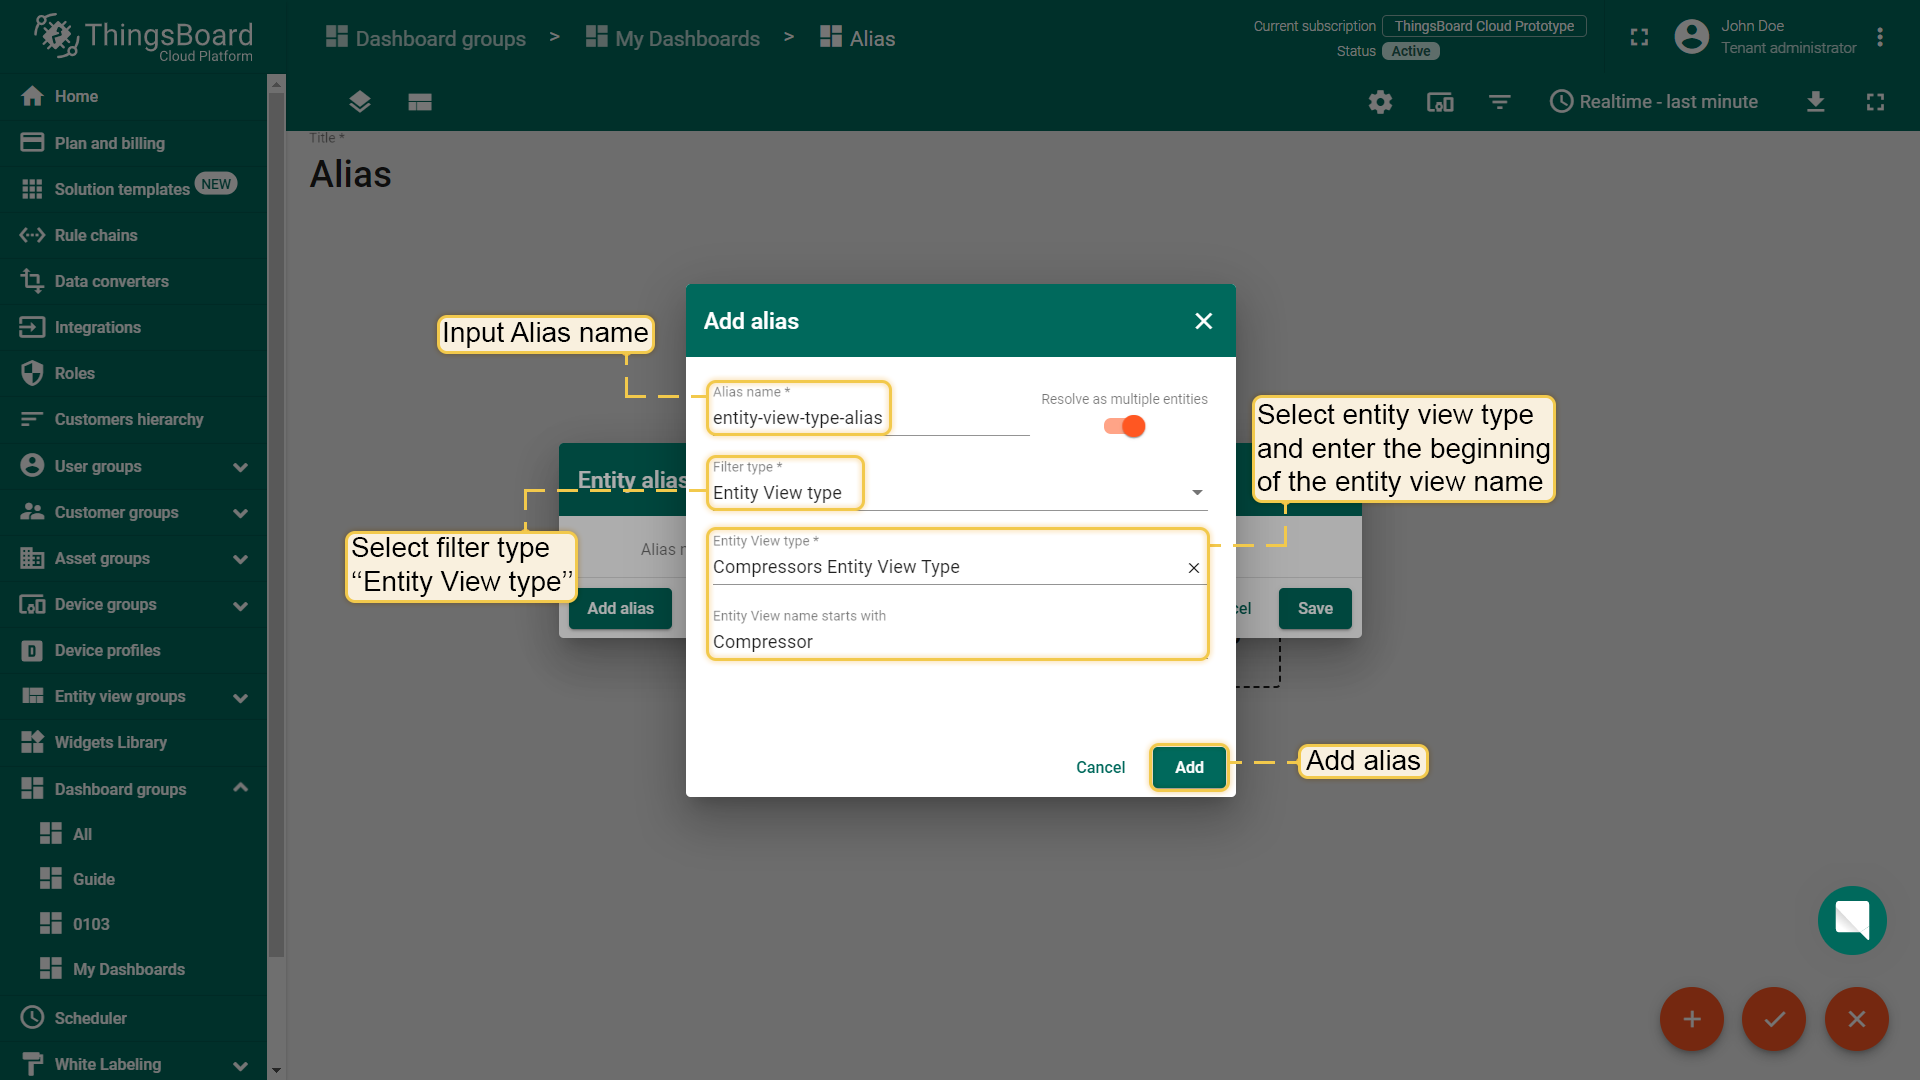 ThingsBoard
Cloud Platform
Dashboard groups > My Dashboards > Alias
Current subscription ThingsBoard Cloud Prototype
Status Active
John Doe
Tenant administrator
Realtime - last minute
Home
Plan and billing
Solution templates NEW
Rule chains
Data converters
Integrations
Roles
Customers hierarchy
User groups
Customer groups
Asset groups
Device groups
Device profiles
Entity view groups
Widgets Library
Dashboard groups
All
Guide
0103
My Dashboards
Scheduler
White Labeling
Title *
Alias
Input Alias name
Add alias
Alias name *
entity-view-type-alias
Resolve as multiple entities
Select entity view type
and enter the beginning
of the entity view name
Filter type *
Entity View type
Entity alias
Select filter type
“Entity View type”
Alias n
Add alias
Save
Entity View type *
Compressors Entity View Type
Entity View name starts with
Compressor
Cancel
Add
Add alias